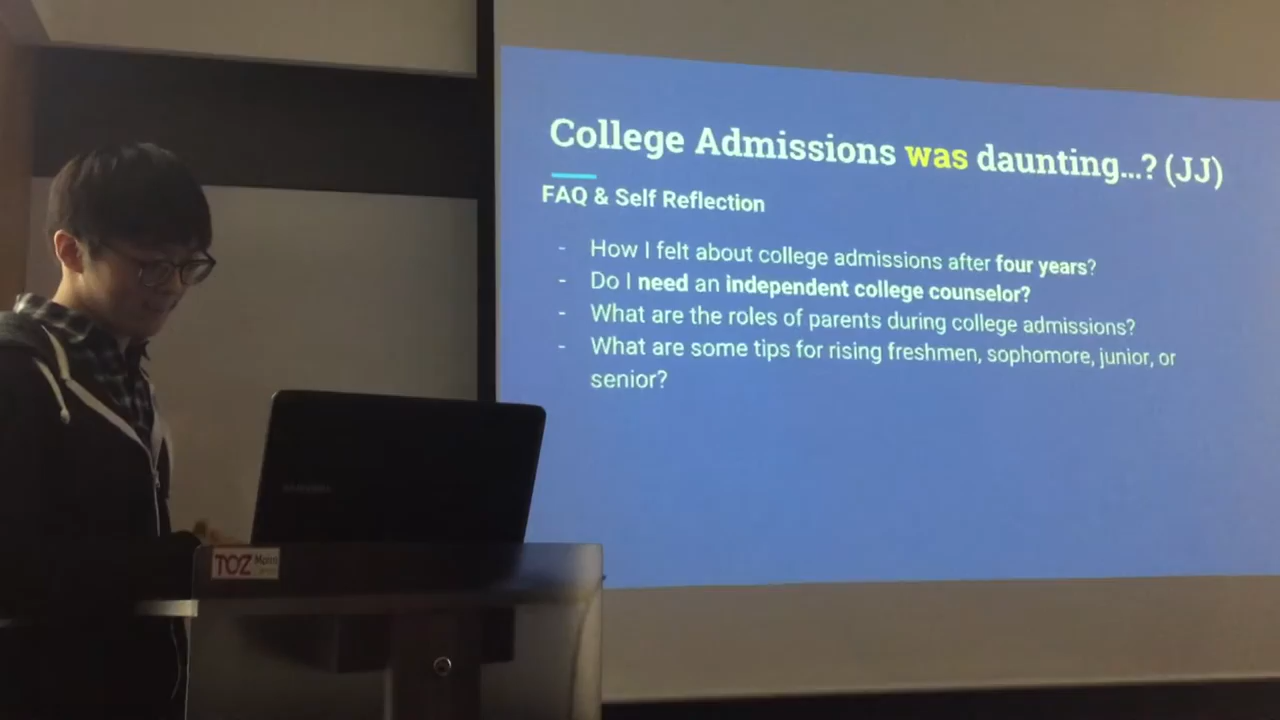 College Admissions was daunting...? (JJ)
FAQ & Self Reflection
- How I felt about college admissions after four years?
- Do I need an independent college counselor?
- What are the roles of parents during college admissions?
- What are some tips for rising freshmen, sophomore, junior, or
senior?
TOZ